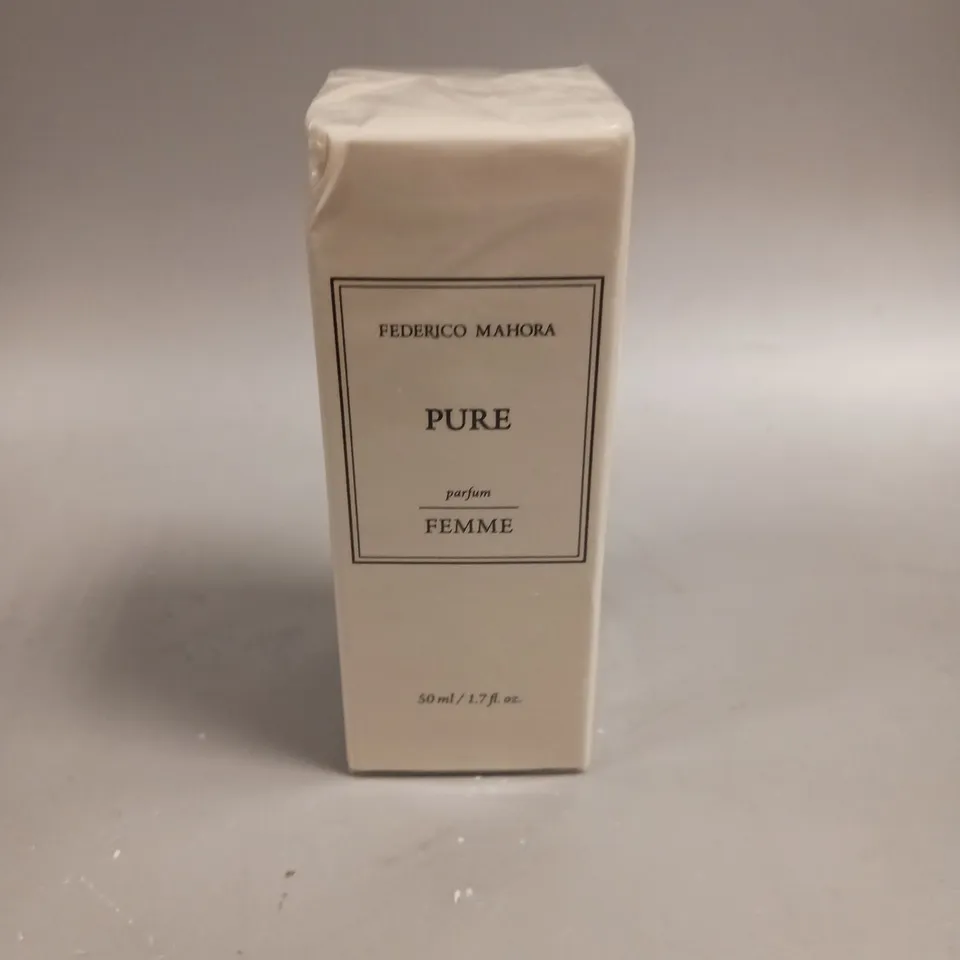 FEDERICO MAHORA
PURE
parfum
FEMME
50 ml / 1.7 fl. oz.